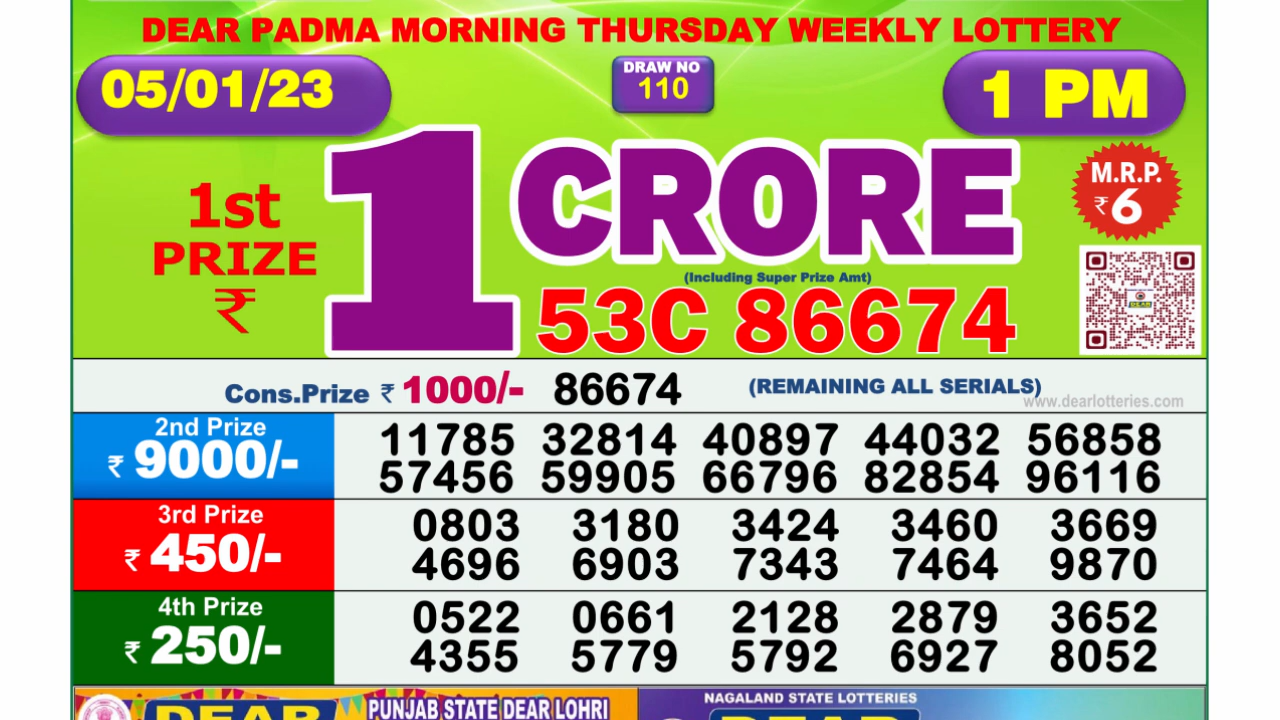 DEAR PADMA MORNING THURSDAY WEEKLY LOTTERY
05/01/23
DRAW NO
110
1 PM
1st
PRIZE
₹
1 CRORE
(Including Super Prize Amt)
53C 86674
M.R.P.
₹6
DEAR
Cons.Prize ₹ 1000/- 86674 (REMAINING ALL SERIALS)
www.dearlotteries.com
2nd Prize
₹ 9000/-
11785 32814 40897 44032 56858
57456 59905 66796 82854 96116
3rd Prize
₹ 450/-
0803 3180 3424 3460 3669
4696 6903 7343 7464 9870
4th Prize
₹ 250/-
0522 0661 2128 2879 3652
4355 5779 5792 6927 8052
DEAR
PUNJAB STATE DEAR LOHRI
NAGALAND STATE LOTTERIES
DEAR